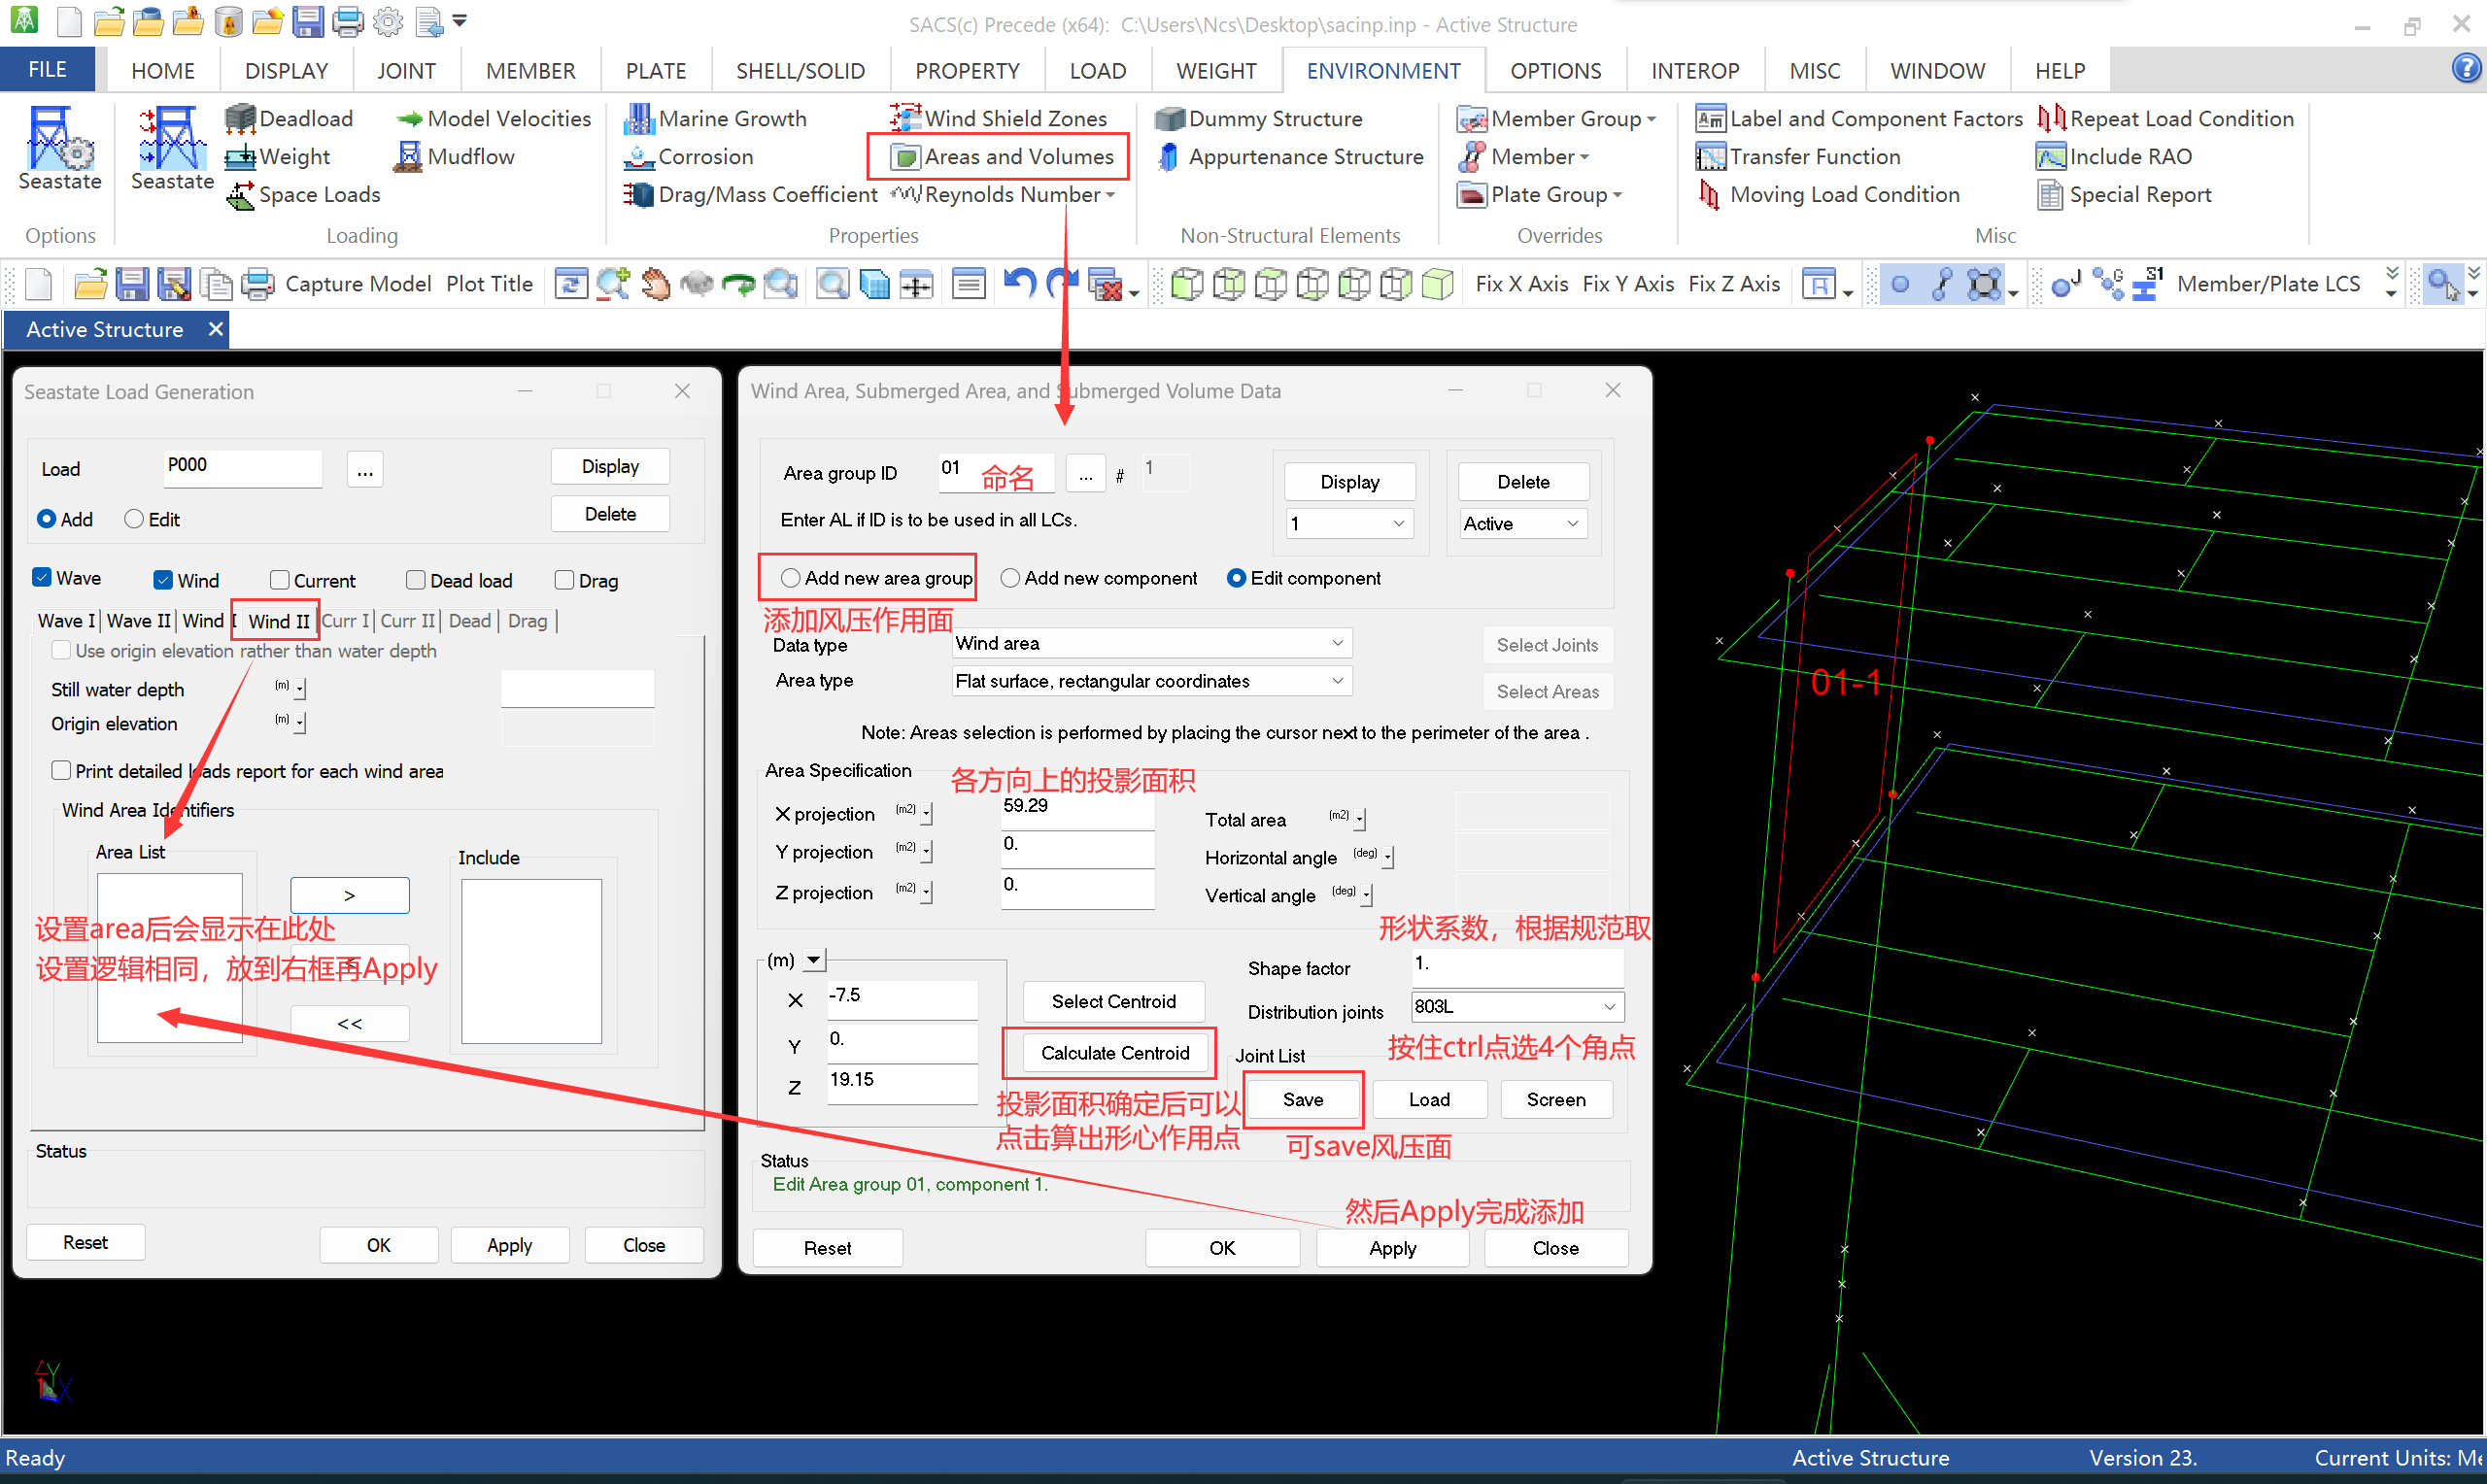 SACS(c) Precede (x64): C:\Users\Ncs\Desktop\sacinp.inp - Active Structure
FILE HOME DISPLAY JOINT MEMBER PLATE SHELL/SOLID PROPERTY LOAD WEIGHT ENVIRONMENT OPTIONS INTEROP MISC WINDOW HELP
Seastate
Options
Seastate
Deadload
Weight
Space Loads
Model Velocities
Mudflow
Loading
Marine Growth
Corrosion
Drag/Mass Coefficient
Wind Shield Zones
Areas and Volumes
Reynolds Number
Properties
Dummy Structure
Appurtenance Structure
Non-Structural Elements
Member Group
Member
Plate Group
Overrides
Label and Component Factors
Transfer Function
Moving Load Condition
Repeat Load Condition
Include RAO
Special Report
Misc
Capture Model Plot Title Fix X Axis Fix Y Axis Fix Z Axis Member/Plate LCS
Active Structure
Seastate Load Generation
Load P000 ... Display
Add Edit Delete
Wave Wind Current Dead load Drag
Wave I Wave II Wind I Wind II Curr I Curr II Dead Drag
Use origin elevation rather than water depth
Still water depth (m)
Origin elevation (m)
Print detailed loads report for each wind area
Wind Area Identifiers
Area List
Include
>
<<
设置area后会显示在此处
设置逻辑相同，放到右框再Apply
Status
Reset OK Apply Close
Wind Area, Submerged Area, and Submerged Volume Data
Area group ID 01 命名 ... # 1
Display Delete
Enter AL if ID is to be used in all LCs.
1 Active
Add new area group Add new component Edit component
添加风压作用面
Data type Wind area Select Joints
Area type Flat surface, rectangular coordinates Select Areas
Note: Areas selection is performed by placing the cursor next to the perimeter of the area .
Area Specification
各方向上的投影面积
X projection (m2) 59.29
Y projection (m2) 0.
Z projection (m2) 0.
Total area (m2)
Horizontal angle (deg)
Vertical angle (deg)
形状系数，根据规范取
(m)
X -7.5
Y 0.
Z 19.15
Select Centroid
Calculate Centroid
投影面积确定后可以
点击算出形心作用点
Shape factor 1.
Distribution joints 803L
按住ctrl点选4个角点
Joint List
Save Load Screen
可save风压面
Status
Edit Area group 01, component 1.
然后Apply完成添加
Reset OK Apply Close
01-1
Ready Active Structure Version 23. Current Units: